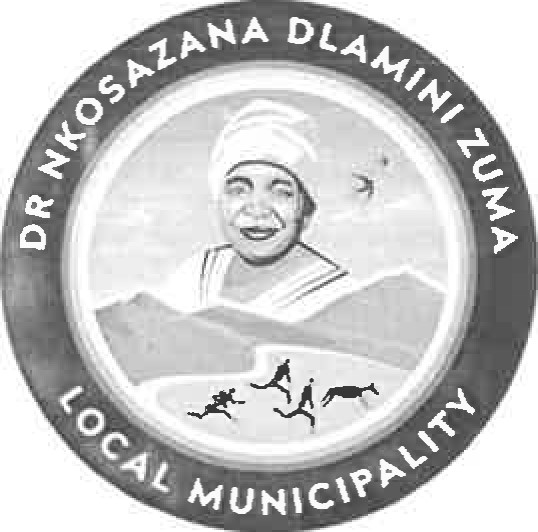 DR NKOSAZANA DLAMINI ZUMA
LOCAL MUNICIPALITY